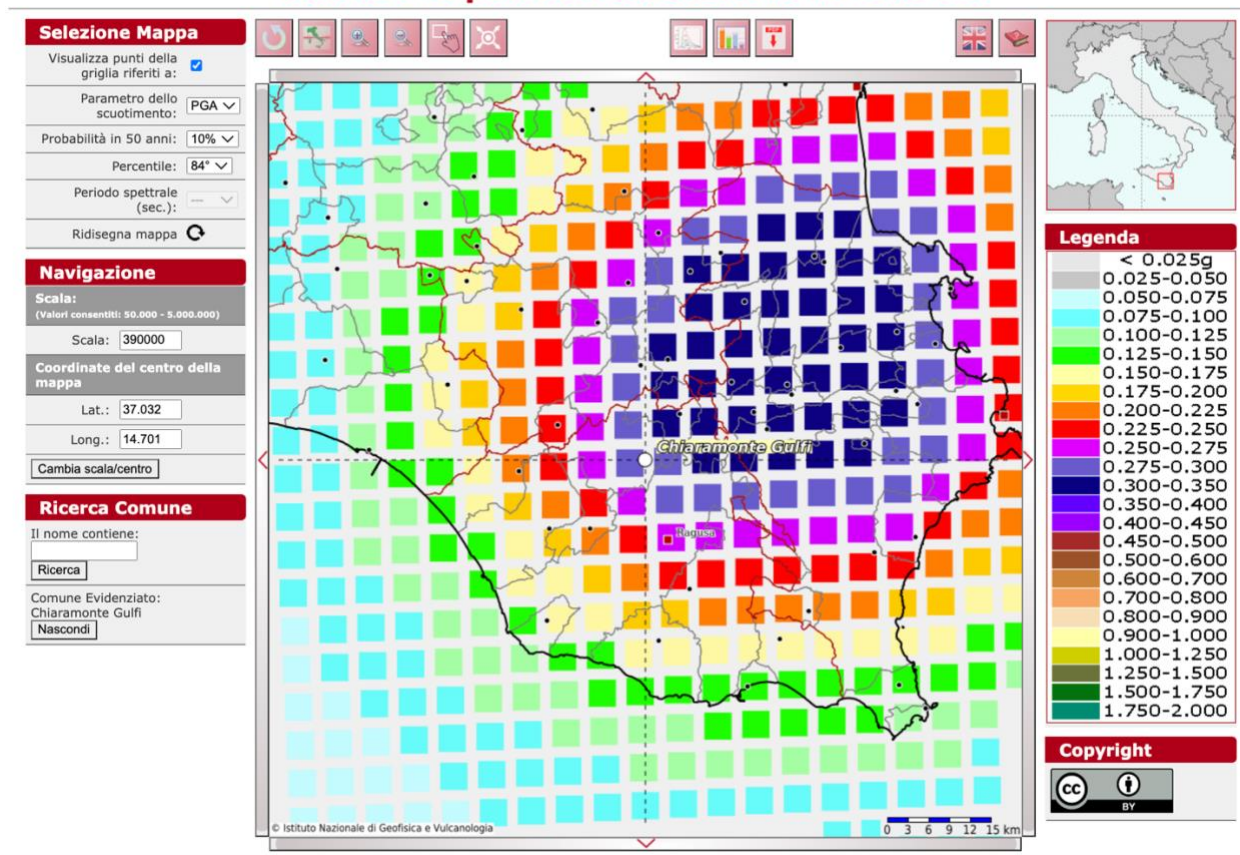 Selezione Mappa
Visualizza punti della
griglia riferiti a:
Parametro dello
scuotimento:
PGA
Probabilità in 50 anni:
10%
Percentile:
84°
Periodo spettrale
(sec.):
---
Ridisegna mappa
Navigazione
Scala:
(Valori consentiti: 50.000 - 5.000.000)
Scala:
390000
Coordinate del centro della
mappa
Lat.:
37.032
Long.:
14.701
Cambia scala/centro
Ricerca Comune
Il nome contiene:
Ricerca
Comune Evidenziato:
Chiaramonte Gulfi
Nascondi
PDF
Chiaramonte Gulfi
Ragusa
© Istituto Nazionale di Geofisica e Vulcanologia
0 3 6 9 12 15 km
Legenda
< 0.025g
0.025-0.050
0.050-0.075
0.075-0.100
0.100-0.125
0.125-0.150
0.150-0.175
0.175-0.200
0.200-0.225
0.225-0.250
0.250-0.275
0.275-0.300
0.300-0.350
0.350-0.400
0.400-0.450
0.450-0.500
0.500-0.600
0.600-0.700
0.700-0.800
0.800-0.900
0.900-1.000
1.000-1.250
1.250-1.500
1.500-1.750
1.750-2.000
Copyright
CC
BY